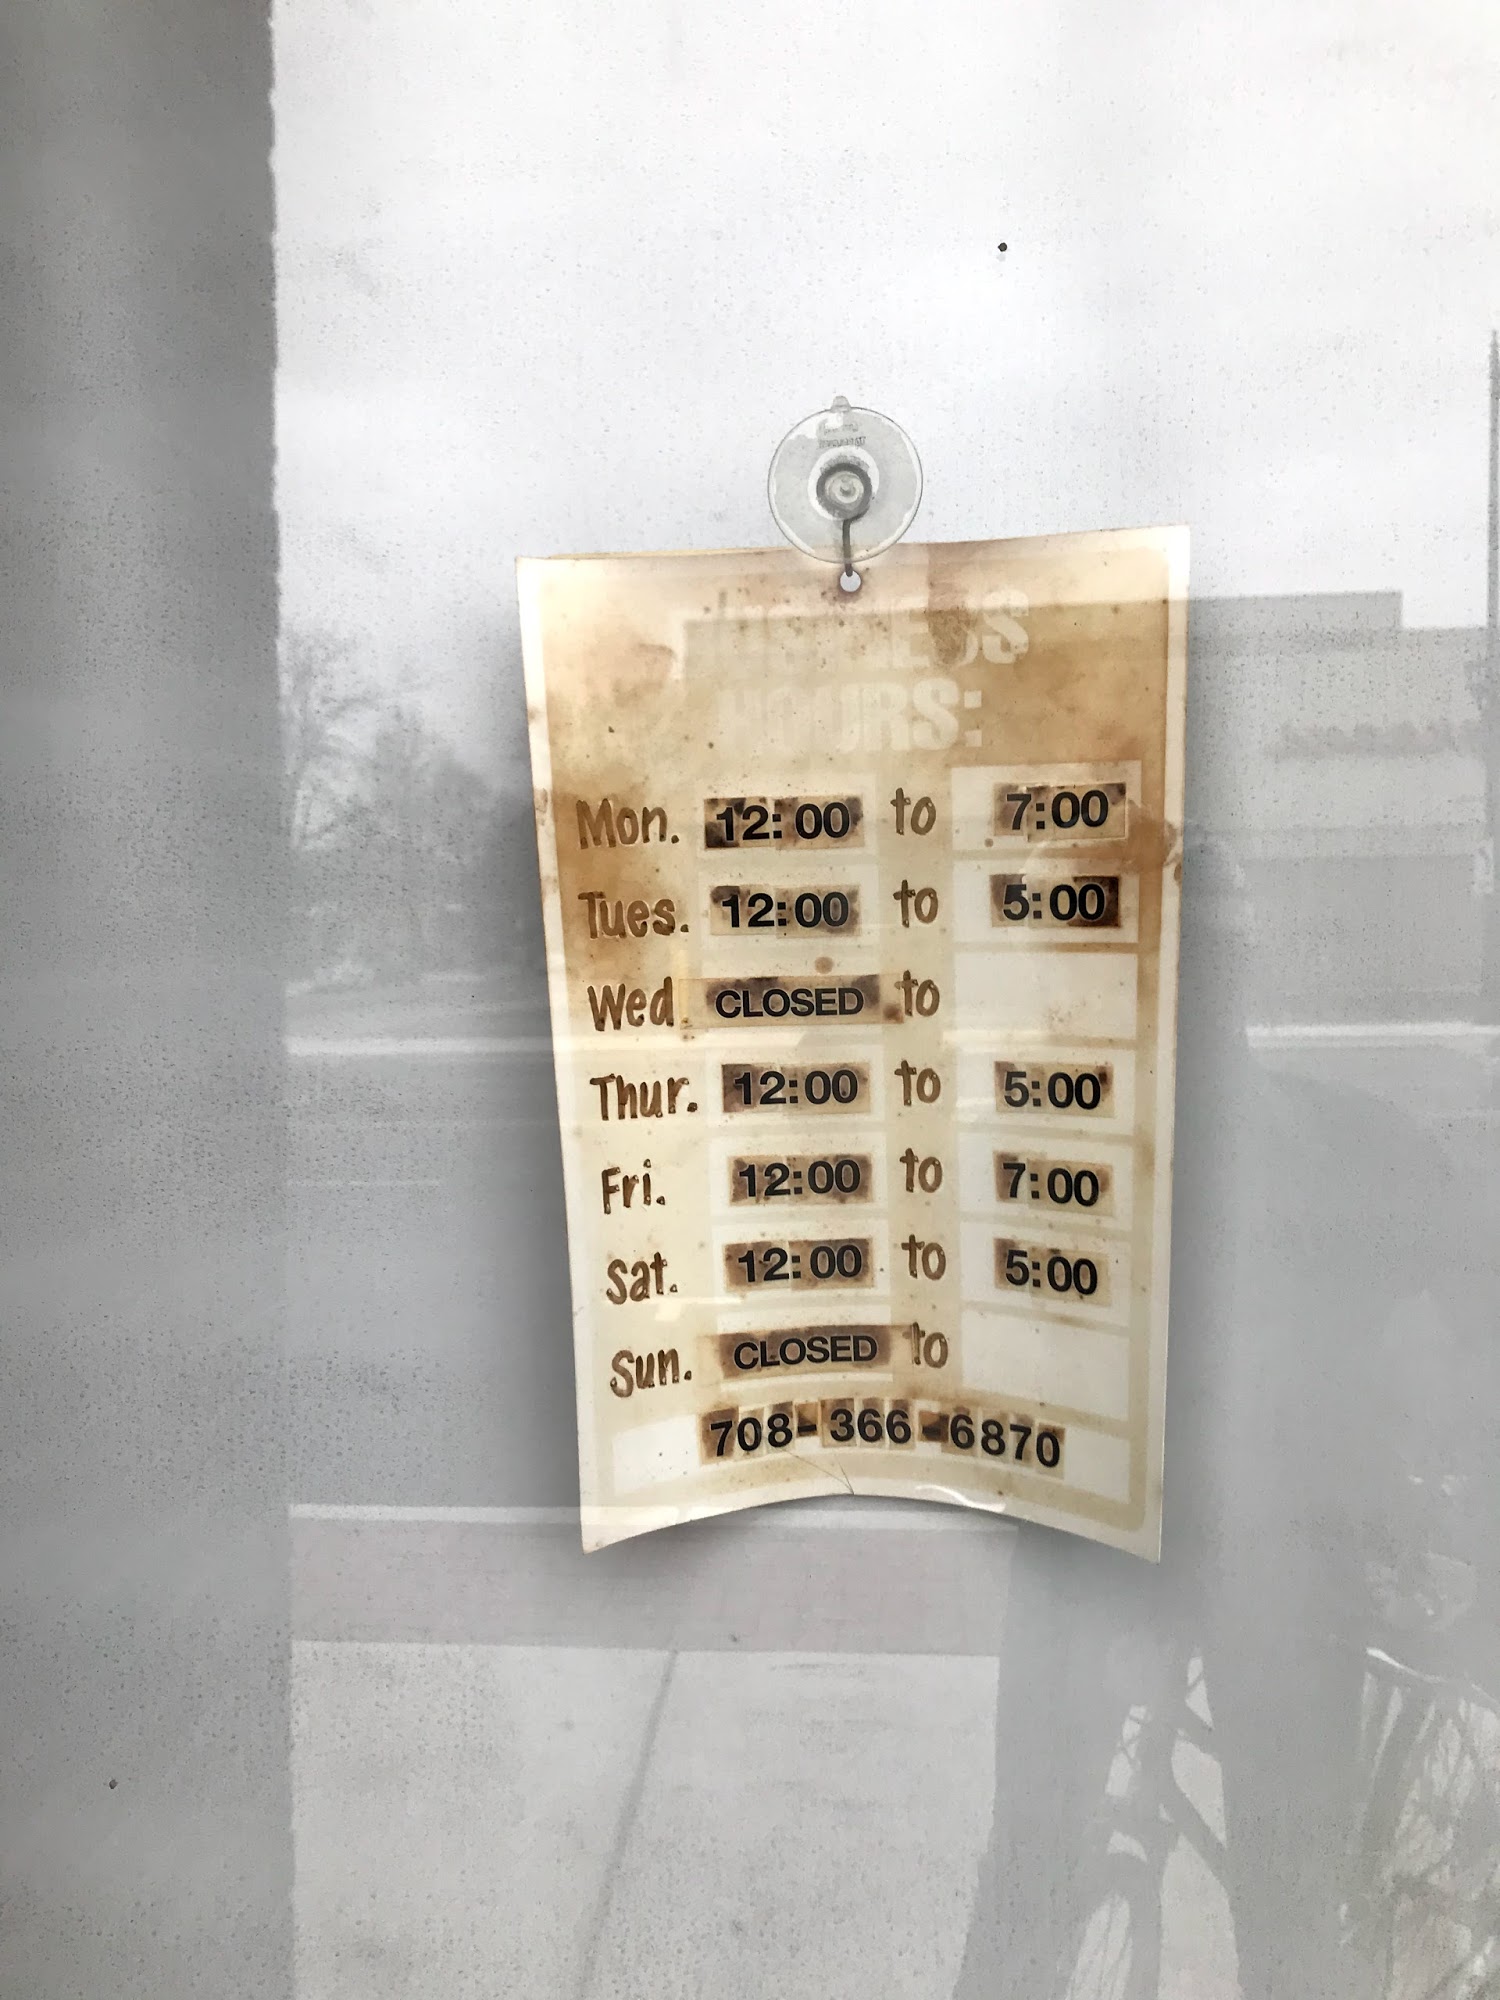 BUSINESS
HOURS:
Mon. 12:00 to 7:00
Tues. 12:00 to 5:00
Wed CLOSED to
Thur. 12:00 to 5:00
Fri. 12:00 to 7:00
Sat. 12:00 to 5:00
Sun. CLOSED to
708-366-6870